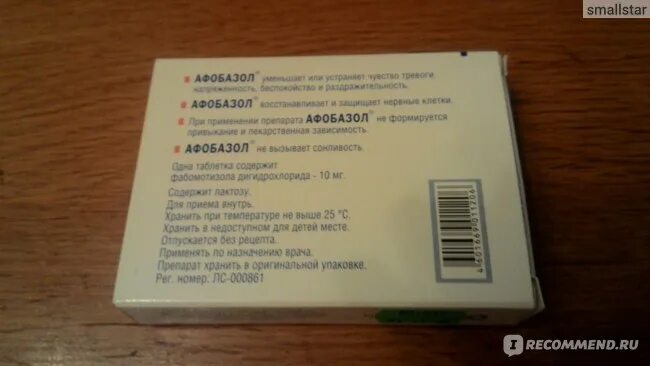 smallstar
АФОБАЗОЛ® уменьшает или устраняет чувство тревоги,
напряженность, беспокойство и раздражительность.
АФОБАЗОЛ® восстанавливает и защищает нервные клетки.
При применении препарата АФОБАЗОЛ® не формируется
привыкание и лекарственная зависимость.
АФОБАЗОЛ® не вызывает сонливость.
Одна таблетка содержит
фабомотизола дигидрохлорида - 10 мг.
Содержит лактозу.
Для приема внутрь.
Хранить при температуре не выше 25 °C.
Хранить в недоступном для детей месте.
Отпускается без рецепта.
Применять по назначению врача.
Препарат хранить в оригинальной упаковке.
Рег. номер: ЛС-000861
4601669011206
IRECOMMEND.RU